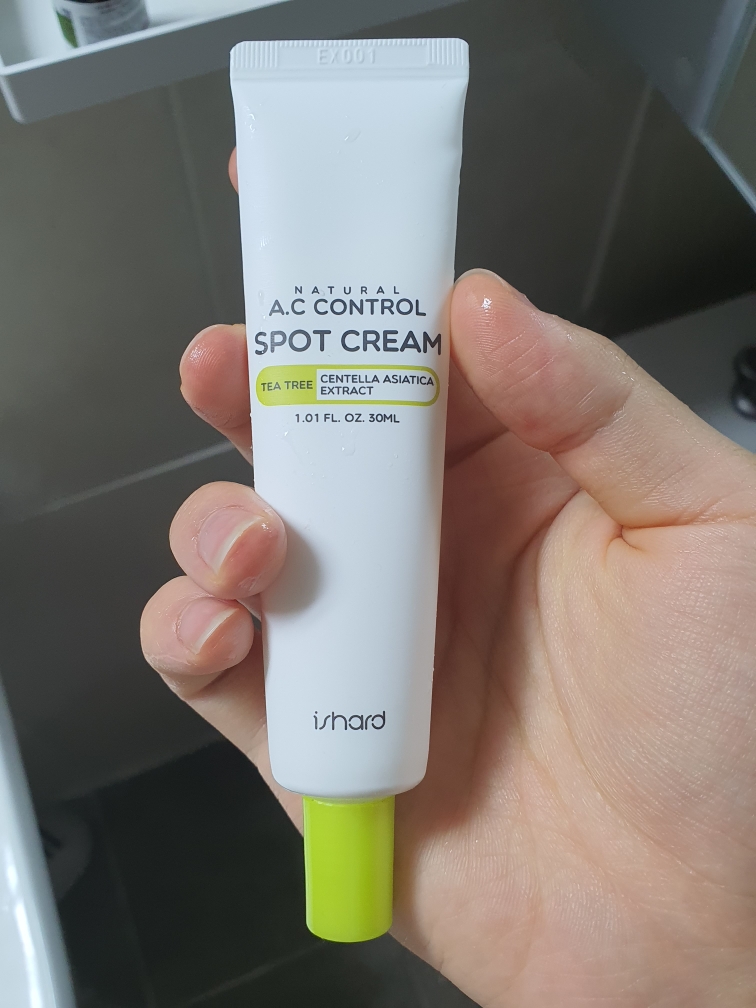 EX001
NATURAL
A.C CONTROL
SPOT CREAM
TEA TREE CENTELLA ASIATICA
EXTRACT
1.01 FL. OZ. 30ML
ishard